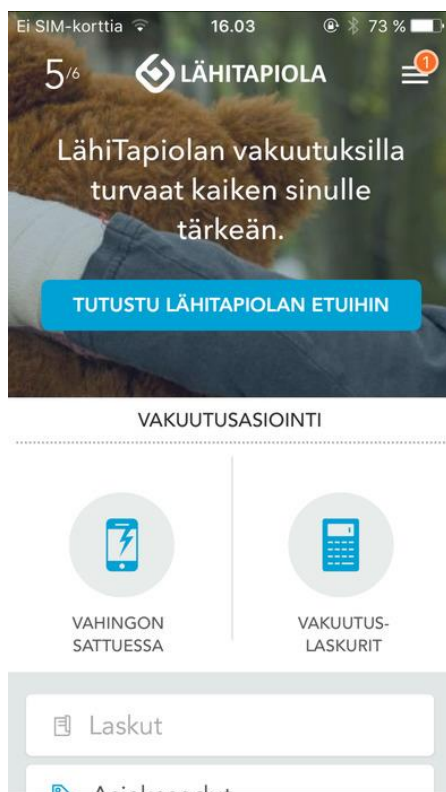 Ei SIM-korttia 16.03 73 %
5/6 LÄHITAPIOLA 1
LähiTapiolan vakuutuksilla
turvaat kaiken sinulle
tärkeän.
TUTUSTU LÄHITAPIOLAN ETUIHIN
VAKUUTUSASIOINTI
VAHINGON
SATTUESSA
VAKUUTUS-
LASKURIT
Laskut